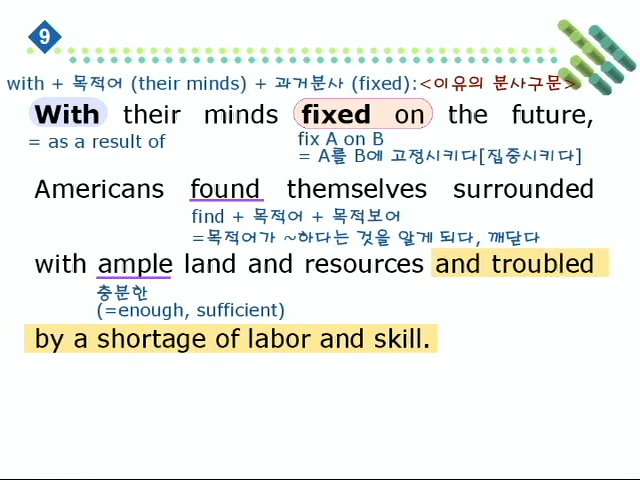 9
with + 목적어 (their minds) + 과거분사 (fixed):<이유의 분사구문>
With their minds fixed on the future,
= as a result of
fix A on B
= A를 B에 고정시키다[집중시키다]
Americans found themselves surrounded
find + 목적어 + 목적보어
=목적어가 ~하다는 것을 알게 되다, 깨닫다
with ample land and resources and troubled
충분한
(=enough, sufficient)
by a shortage of labor and skill.